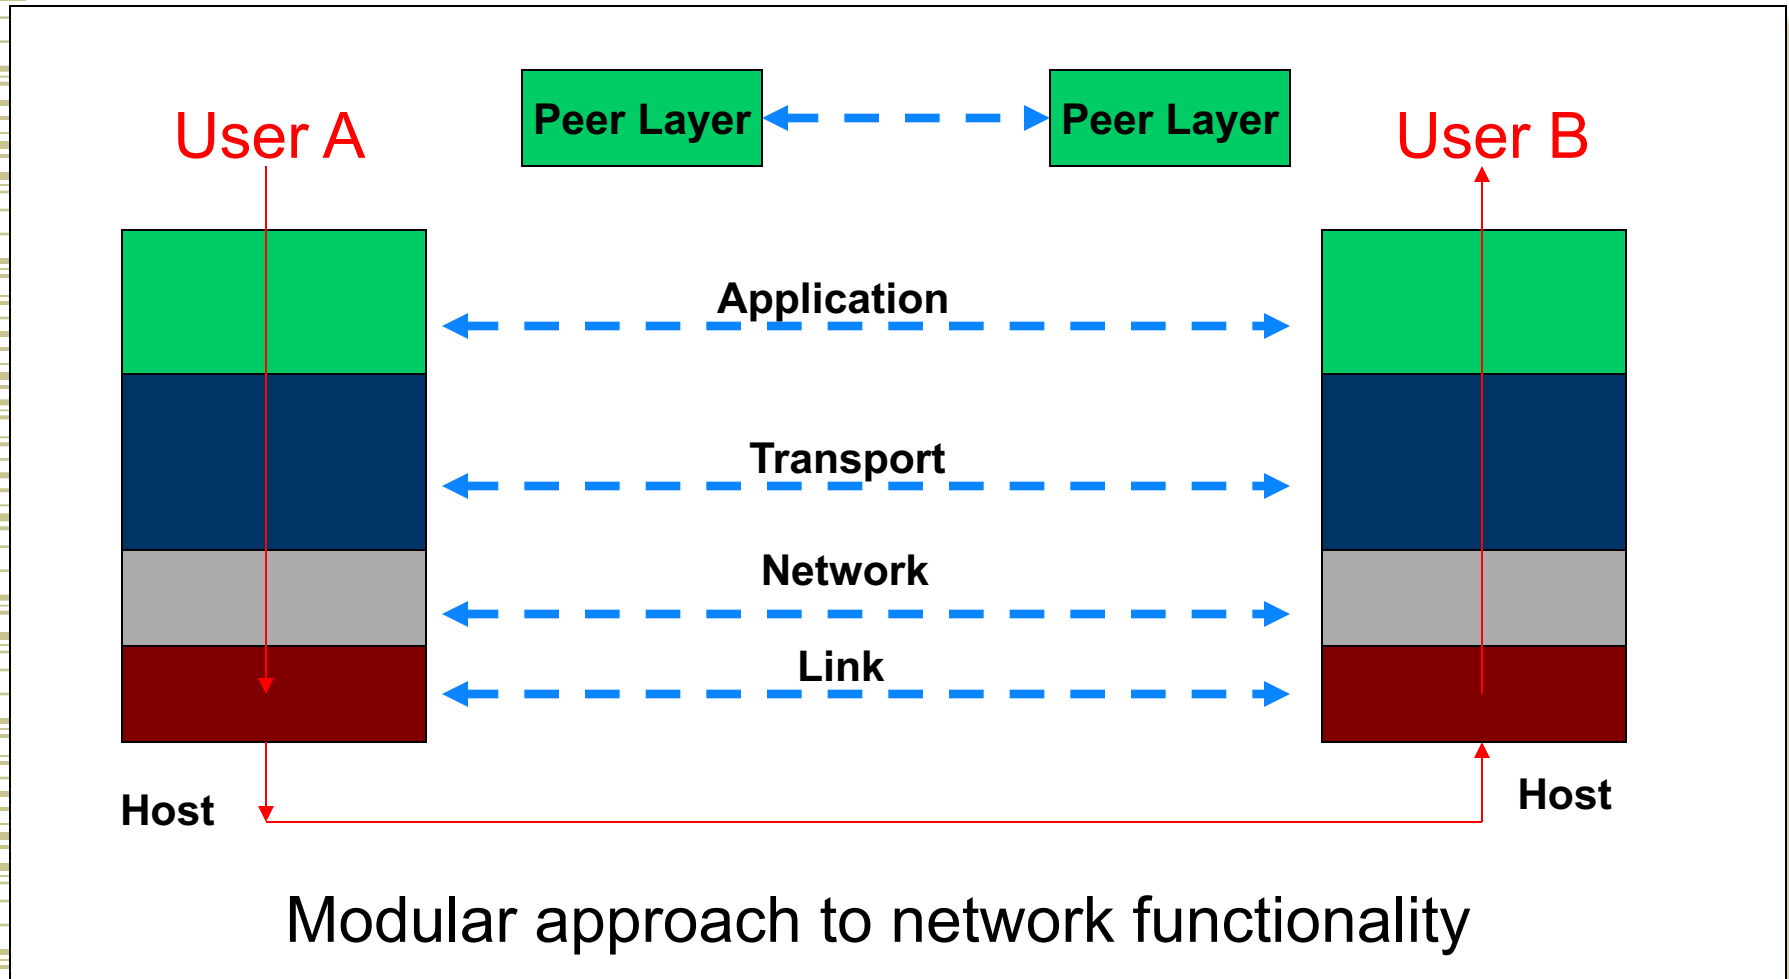 Peer Layer
Peer Layer
User A
User B
Application
Transport
Network
Link
Host
Host
Modular approach to network functionality